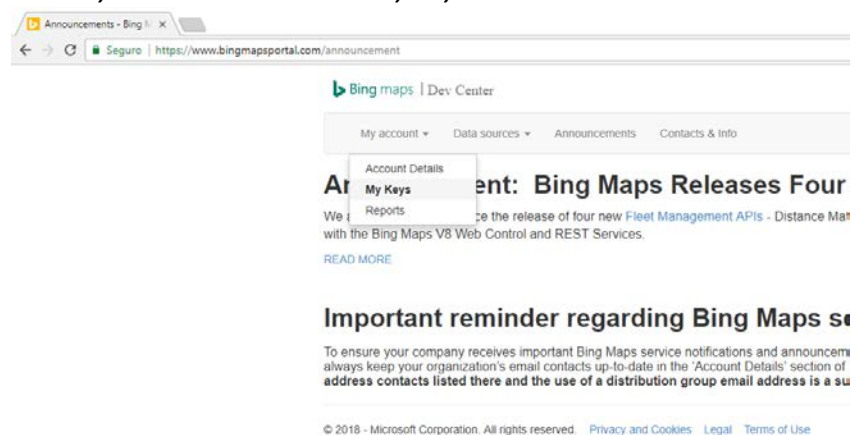 Announcements - Bing M
Seguro | https://www.bingmapsportal.com/announcement
Bing maps | Dev Center
My account Data sources Announcements Contacts & Info
Account Details
My Keys
Reports
ent: Bing Maps Releases Four
We ce the release of four new Fleet Management APIs - Distance Mat
with the Bing Maps V8 Web Control and REST Services.
READ MORE
Important reminder regarding Bing Maps s
To ensure your company receives important Bing Maps service notifications and announcem
always keep your organization's email contacts up-to-date in the 'Account Details' section of
address contacts listed there and the use of a distribution group email address is a su
© 2018 - Microsoft Corporation. All rights reserved. Privacy and Cookies Legal Terms of Use